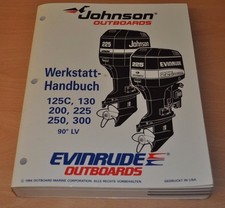 Johnson
OUTBOARDS
Werkstatt-
Handbuch
125C, 130
200, 225
250, 300
90° LV
225
Johnson
225
EVINRUDE
OUTBOARDS